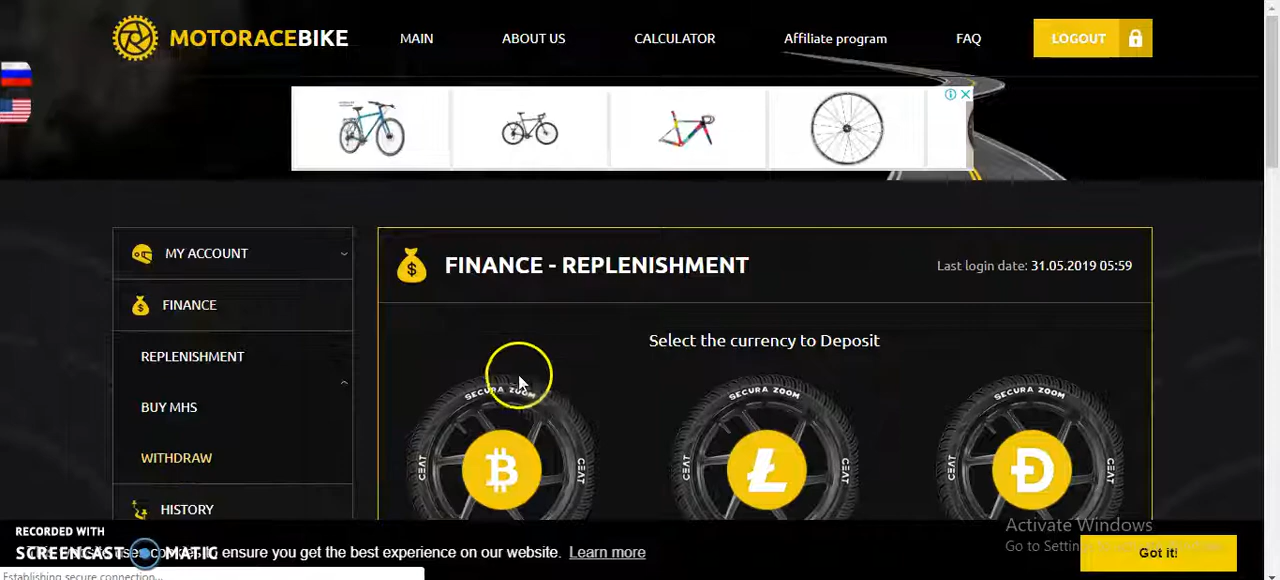 MOTORACEBIKE
MAIN
ABOUT US
CALCULATOR
Affiliate program
FAQ
LOGOUT
MY ACCOUNT
FINANCE
REPLENISHMENT
BUY MHS
WITHDRAW
HISTORY
FINANCE - REPLENISHMENT
Last login date: 31.05.2019 05:59
Select the currency to Deposit
SECURA ZOOM
CEAT
SECURA ZOOM
CEAT
CEAT
SECURA ZOOM
CEAT
CEAT
RECORDED WITH
SCREENCAST MATIC
to ensure you get the best experience on our website. Learn more
Activate Windows
Go to Settin
Got it!
Establishing secure connection...